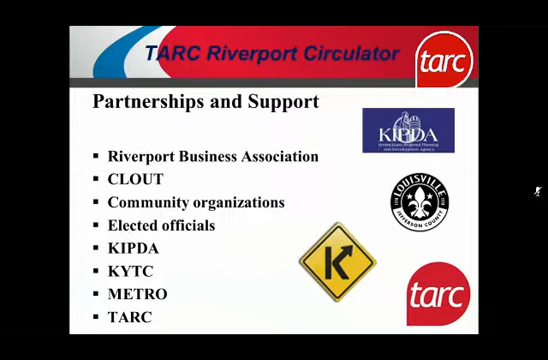 TARC Riverport Circulator
tarc
Partnerships and Support
KIPDA
▪ Riverport Business Association
▪ CLOUT
▪ Community organizations
▪ Elected officials
▪ KIPDA
▪ KYTC
▪ METRO
▪ TARC
LOUISVILLE
JEFFERSON COUNTY
K
tarc